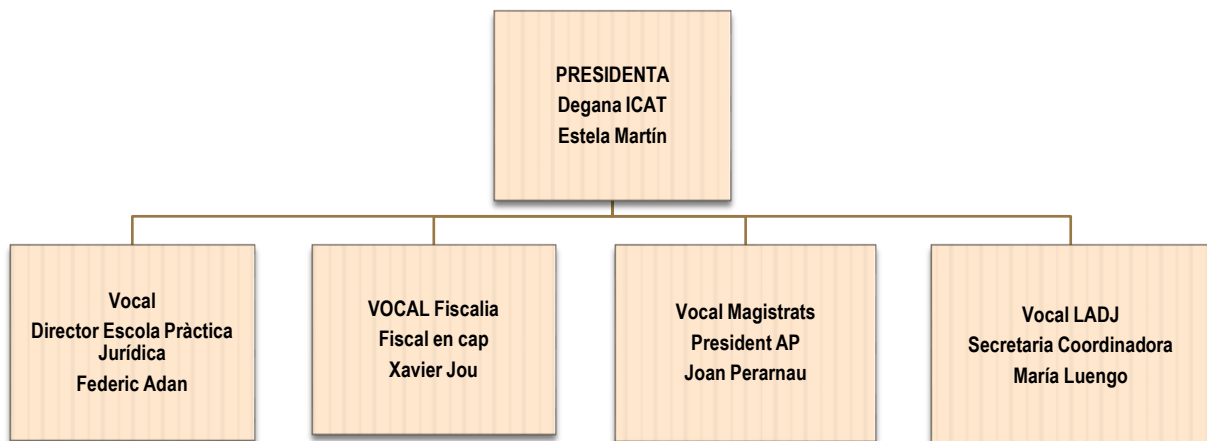 PRESIDENTA
Degana ICAT
Estela Martín
Vocal
Director Escola Pràctica
Jurídica
Federic Adan
VOCAL Fiscalia
Fiscal en cap
Xavier Jou
Vocal Magistrats
President AP
Joan Perarnau
Vocal LADJ
Secretaria Coordinadora
María Luengo